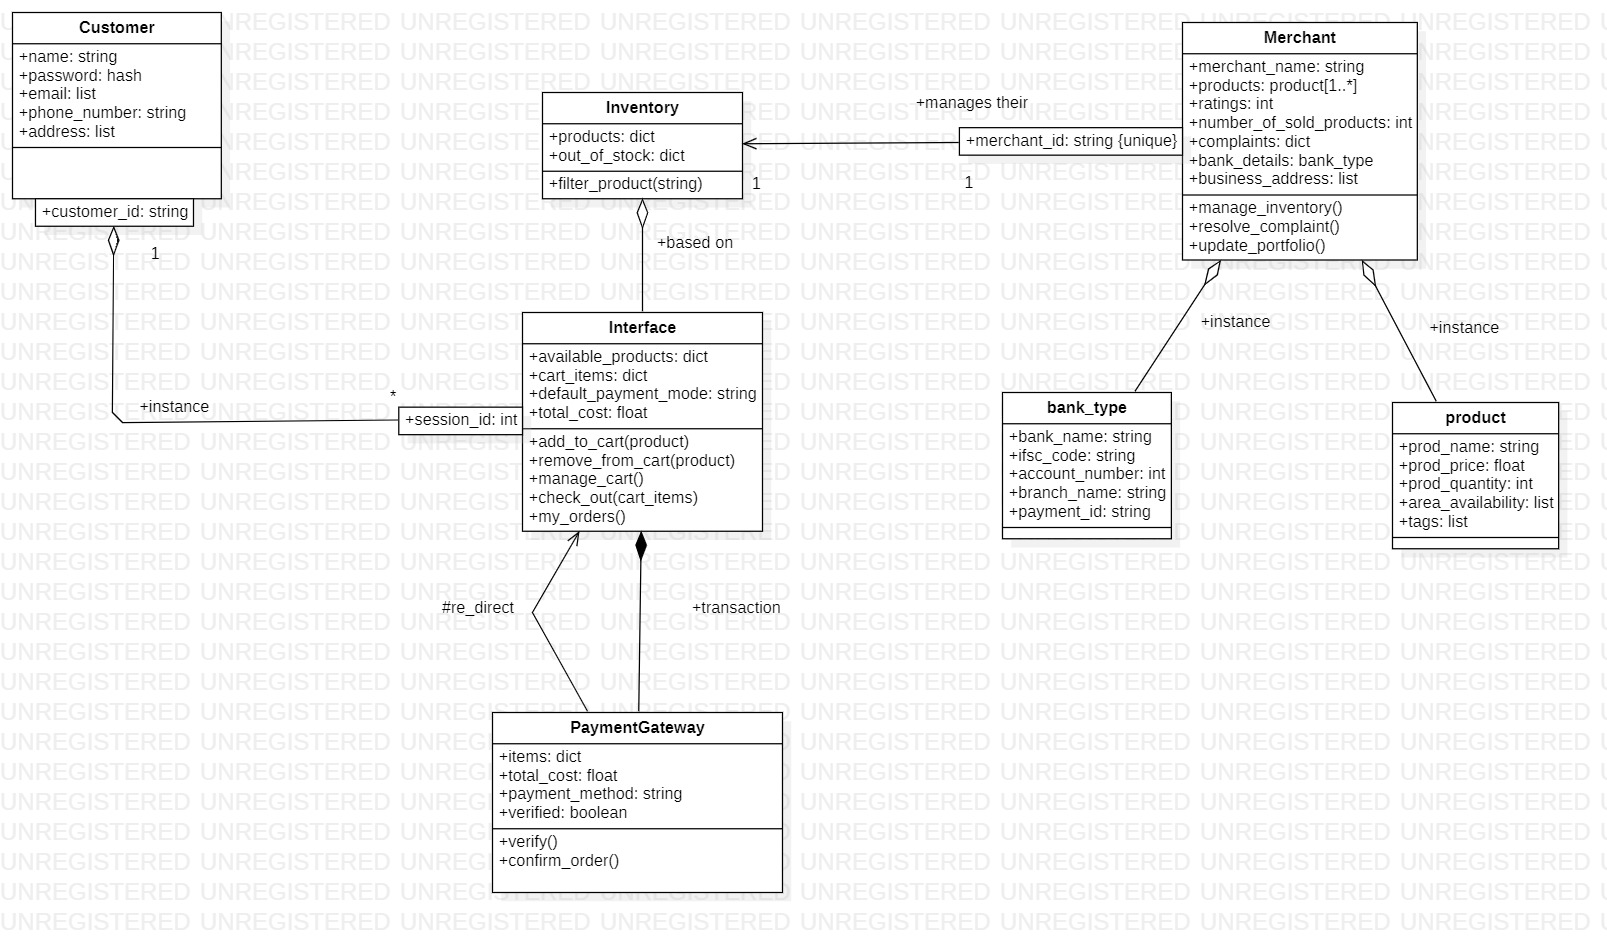 Customer
+name: string
+password: hash
+email: list
+phone_number: string
+address: list
+customer_id: string
1
+instance
*
+session_id: int
Inventory
+products: dict
+out_of_stock: dict
+filter_product(string)
1
+based on
+manages their
+merchant_id: string {unique}
1
Merchant
+merchant_name: string
+products: product[1..*]
+ratings: int
+number_of_sold_products: int
+complaints: dict
+bank_details: bank_type
+business_address: list
+manage_inventory()
+resolve_complaint()
+update_portfolio()
+instance
+instance
Interface
+available_products: dict
+cart_items: dict
+default_payment_mode: string
+total_cost: float
+add_to_cart(product)
+remove_from_cart(product)
+manage_cart()
+check_out(cart_items)
+my_orders()
bank_type
+bank_name: string
+ifsc_code: string
+account_number: int
+branch_name: string
+payment_id: string
product
+prod_name: string
+prod_price: float
+prod_quantity: int
+area_availability: list
+tags: list
#re_direct
+transaction
PaymentGateway
+items: dict
+total_cost: float
+payment_method: string
+verified: boolean
+verify()
+confirm_order()
UNREGISTERED